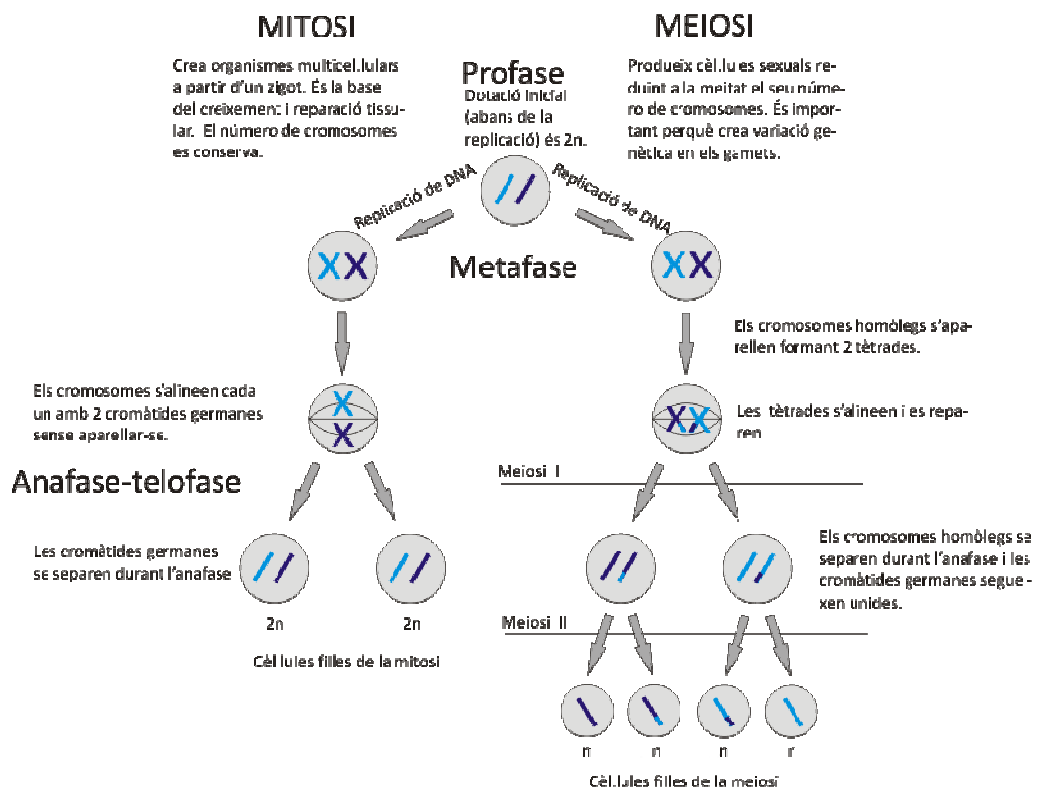 MITOSI
Crea organismes multicel.lulars
a partir d'un zigot. És la base
del creixement i reparació tissu-
lar. El número de cromosomes
es conserva.
Profase
Dotació inicial
(abans de la
replicació) és 2n.
MEIOSI
Produeix cèl.lules sexuals re-
duint a la meitat el seu núme-
ro de cromosomes. És impor-
tant perquè crea variació ge-
nètica en els gamets.
Replicació de DNA
Replicació de DNA
Metafase
Els cromosomes homòlegs s'apa-
rellen formant 2 tètrades.
Els cromosomes s'alineen cada
un amb 2 cromàtides germanes
sense aparellar-se.
Les tètrades s'alineen i es repa-
ren
Anafase-telofase
Meiosi I
Les cromàtides germanes
se separen durant l'anafase
Els cromosomes homòlegs se
separen durant l'anafase i les
cromàtides germanes segue-
xen unides.
2n
2n
Meiosi II
Cèl.lules filles de la mitosi
n
n
n
n
Cèl.lules filles de la meiosi